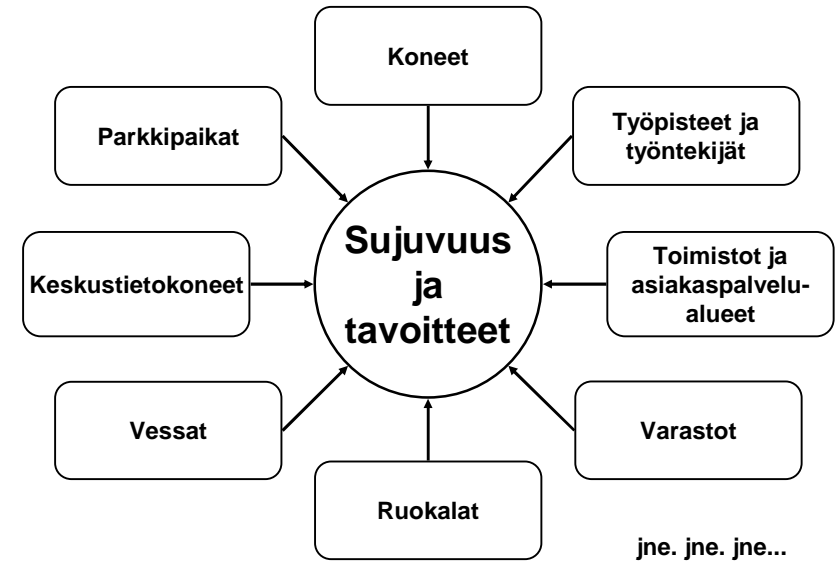 Koneet
Parkkipaikat
Työpisteet ja
työntekijät
Sujuvuus
ja
tavoitteet
Keskustietokoneet
Toimistot ja
asiakaspalvelu-
alueet
Vessat
Varastot
Ruokalat
jne. jne. jne...